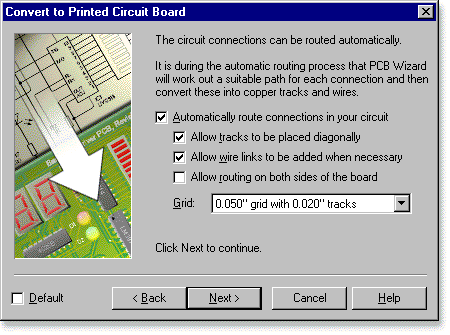 Convert to Printed Circuit Board
The circuit connections can be routed automatically.
It is during the automatic routing process that PCB Wizard
will work out a suitable path for each connection and then
convert these into copper tracks and wires.
Automatically route connections in your circuit
Allow tracks to be placed diagonally
Allow wire links to be added when necessary
Allow routing on both sides of the board
Grid: 0.050" grid with 0.020" tracks
Click Next to continue.
Default < Back Next > Cancel Help